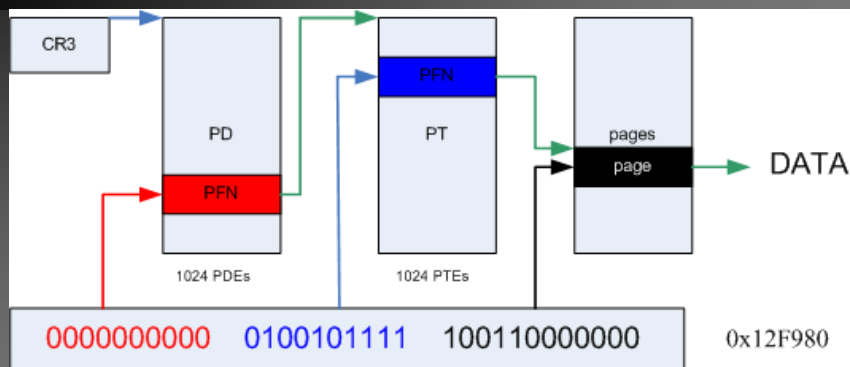 CR3
PD
PFN
1024 PDEs
PFN
PT
1024 PTEs
pages
page
DATA
0000000000 0100101111 100110000000 0x12F980